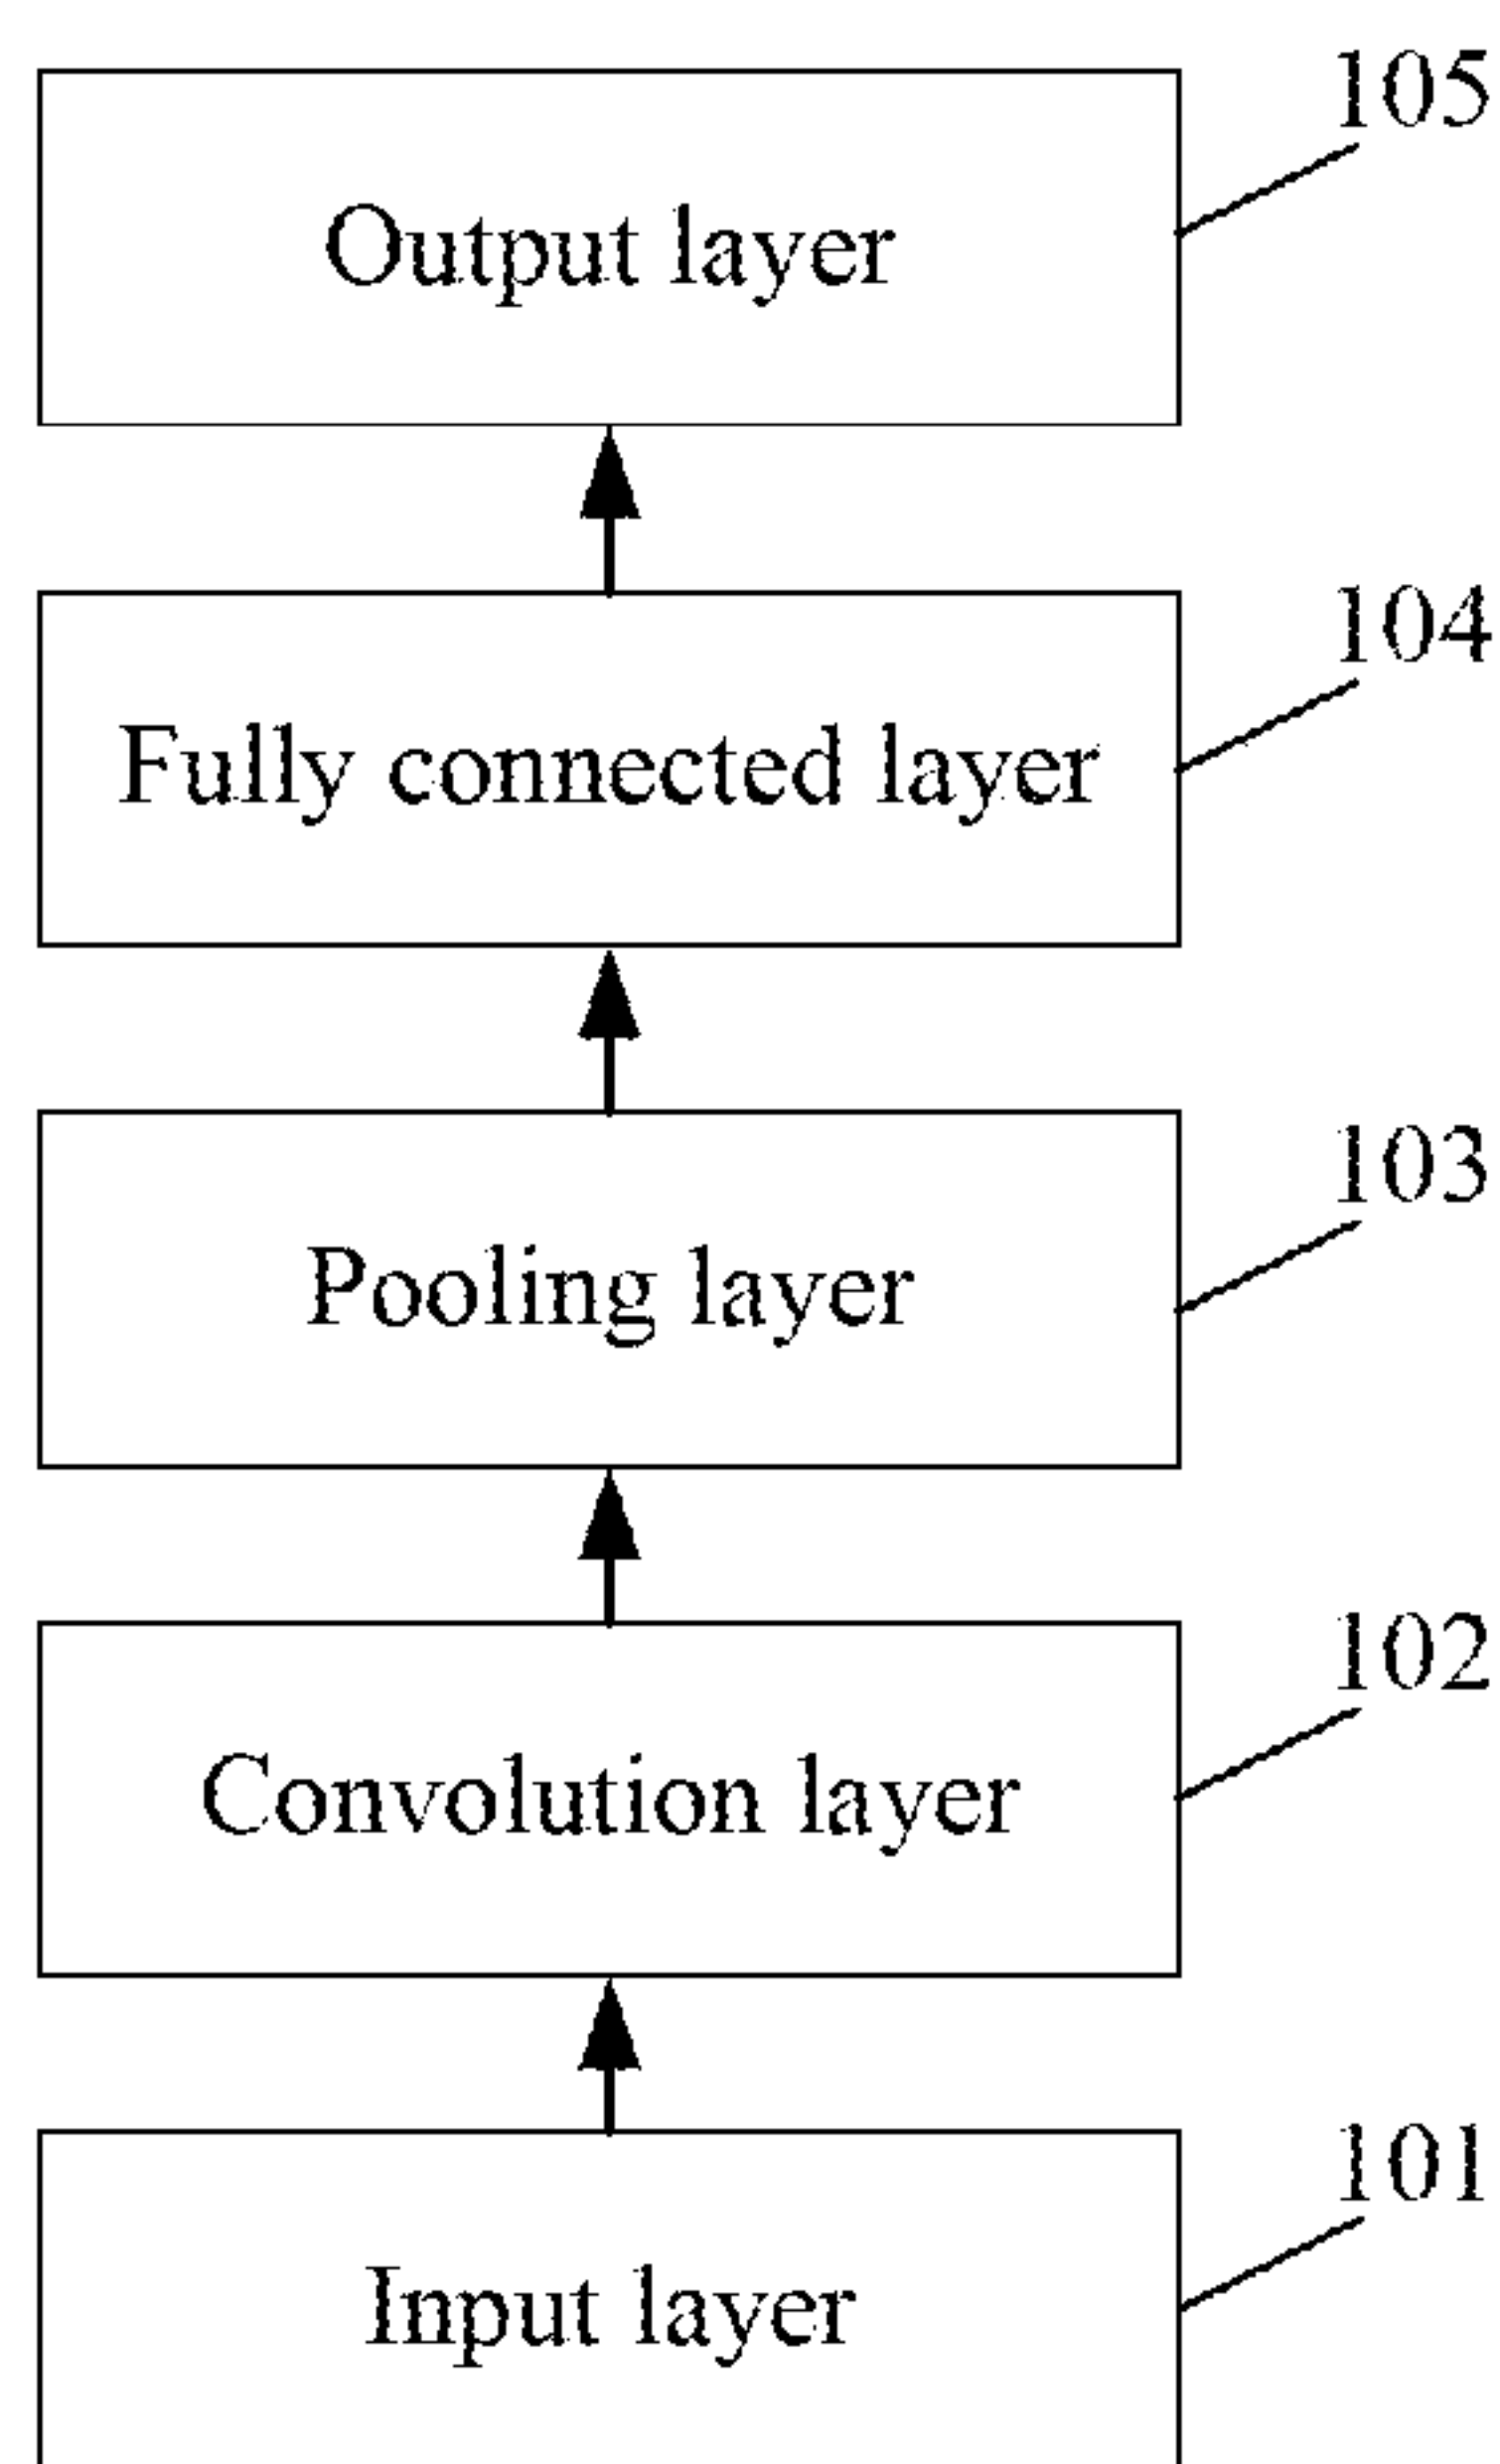 105
Output layer
104
Fully connected layer
103
Pooling layer
102
Convolution layer
101
Input layer